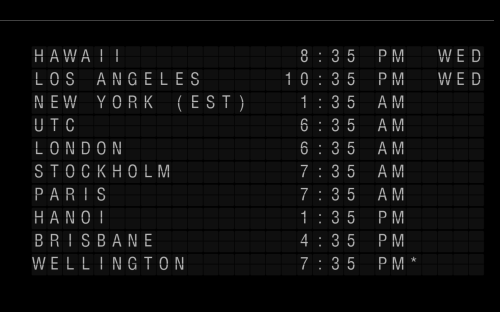 HAWAII 8:35 PM WED
LOS ANGELES 10:35 PM WED
NEW YORK (EST) 1:35 AM
UTC 6:35 AM
LONDON 6:35 AM
STOCKHOLM 7:35 AM
PARIS 7:35 AM
HANOI 1:35 PM
BRISBANE 4:35 PM
WELLINGTON 7:35 PM*